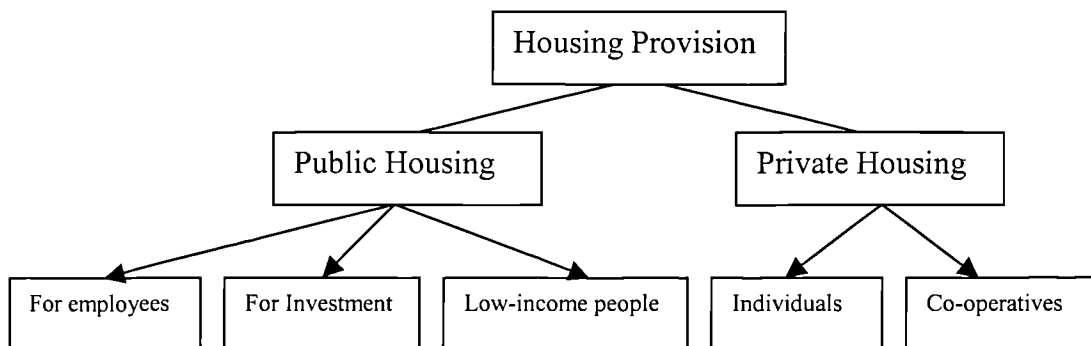 Housing Provision
Public Housing
Private Housing
For employees
For Investment
Low-income people
Individuals
Co-operatives